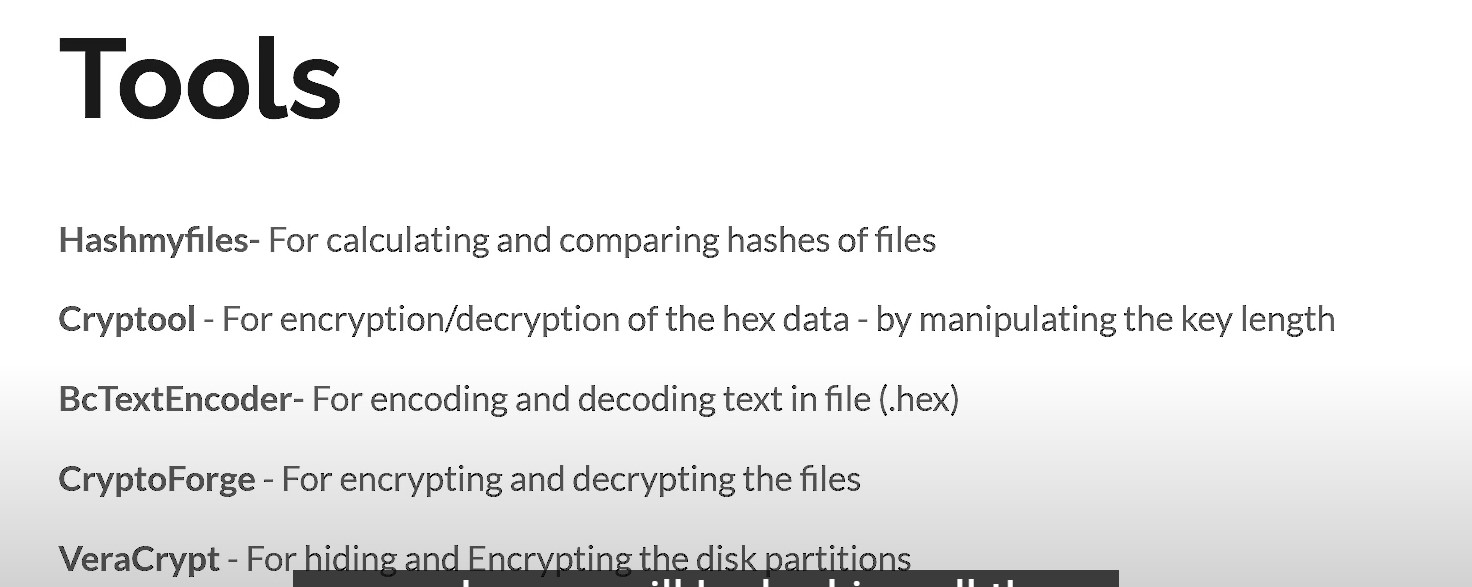 Tools
Hashmyfiles- For calculating and comparing hashes of files
Cryptool - For encryption/decryption of the hex data - by manipulating the key length
BcTextEncoder- For encoding and decoding text in file (.hex)
CryptoForge - For encrypting and decrypting the files
VeraCrypt - For hiding and Encrypting the disk partitions